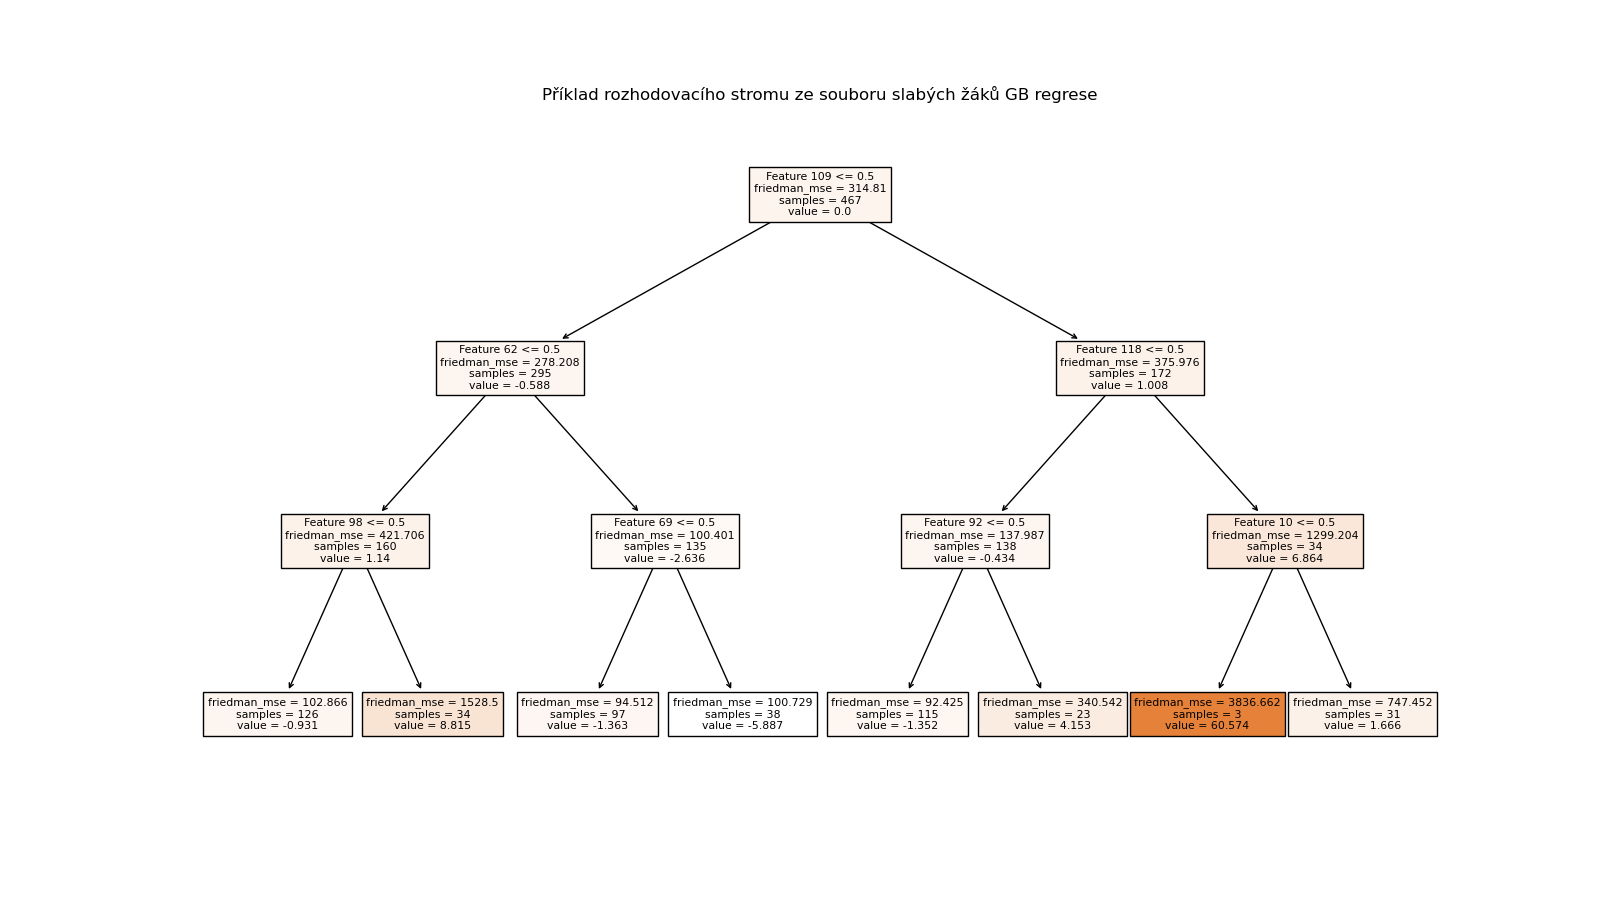 Příklad rozhodovacího stromu ze souboru slabých žáků GB regrese
Feature 109 <= 0.5
friedman_mse = 314.81
samples = 467
value = 0.0
Feature 62 <= 0.5
friedman_mse = 278.208
samples = 295
value = -0.588
Feature 118 <= 0.5
friedman_mse = 375.976
samples = 172
value = 1.008
Feature 98 <= 0.5
friedman_mse = 421.706
samples = 160
value = 1.14
Feature 69 <= 0.5
friedman_mse = 100.401
samples = 135
value = -2.636
Feature 92 <= 0.5
friedman_mse = 137.987
samples = 138
value = -0.434
Feature 10 <= 0.5
friedman_mse = 1299.204
samples = 34
value = 6.864
friedman_mse = 102.866
samples = 126
value = -0.931
friedman_mse = 1528.5
samples = 34
value = 8.815
friedman_mse = 94.512
samples = 97
value = -1.363
friedman_mse = 100.729
samples = 38
value = -5.887
friedman_mse = 92.425
samples = 115
value = -1.352
friedman_mse = 340.542
samples = 23
value = 4.153
friedman_mse = 3836.662
samples = 3
value = 60.574
friedman_mse = 747.452
samples = 31
value = 1.666